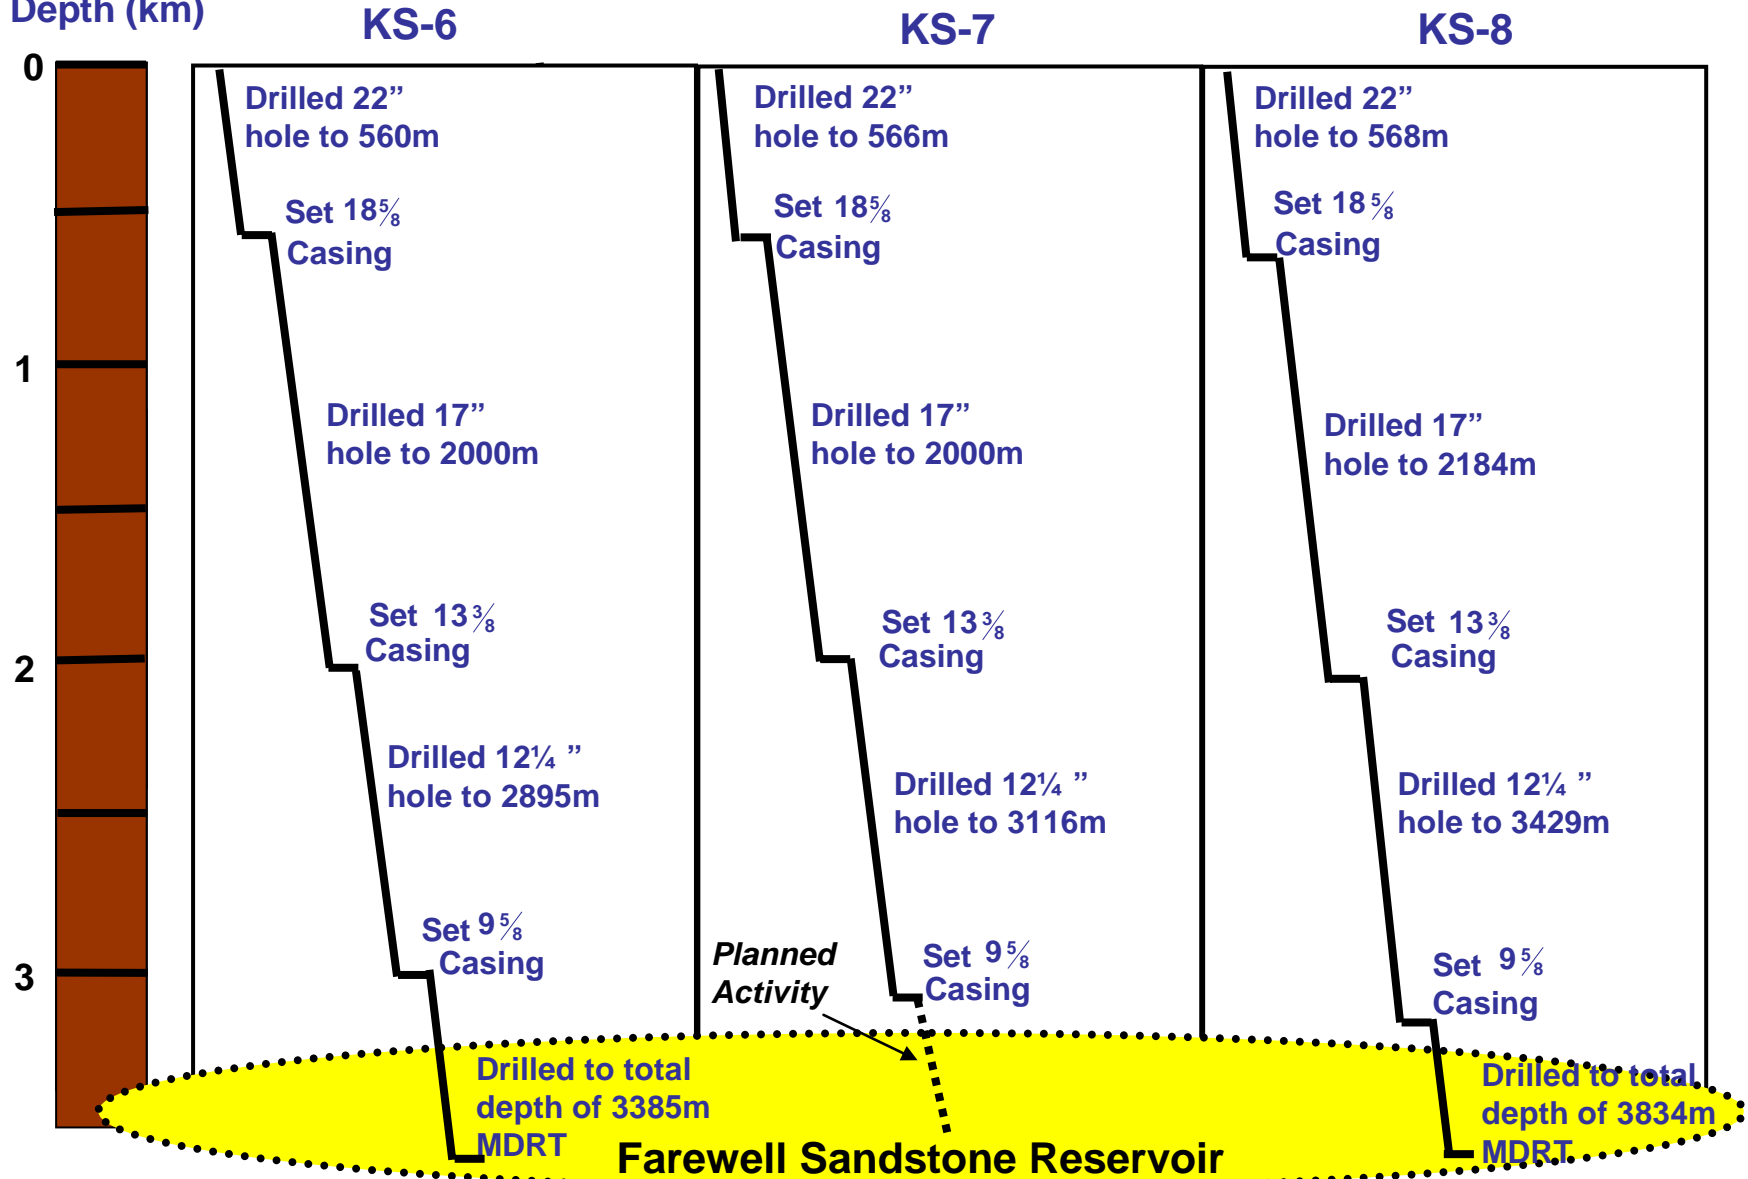 Depth (km)
KS-6
KS-7
KS-8
0
1
2
3
Drilled 22”
hole to 560m
Set 18⅝
Casing
Drilled 17”
hole to 2000m
Set 13⅜
Casing
Drilled 12¼ ”
hole to 2895m
Set 9⅝
Casing
Drilled to total
depth of 3385m
MDRT
Drilled 22”
hole to 566m
Set 18⅝
Casing
Drilled 17”
hole to 2000m
Set 13⅜
Casing
Drilled 12¼ ”
hole to 3116m
Set 9⅝
Casing
Planned
Activity
Drilled 22”
hole to 568m
Set 18⅝
Casing
Drilled 17”
hole to 2184m
Set 13⅜
Casing
Drilled 12¼ ”
hole to 3429m
Set 9⅝
Casing
Drilled to total
depth of 3834m
MDRT
Farewell Sandstone Reservoir